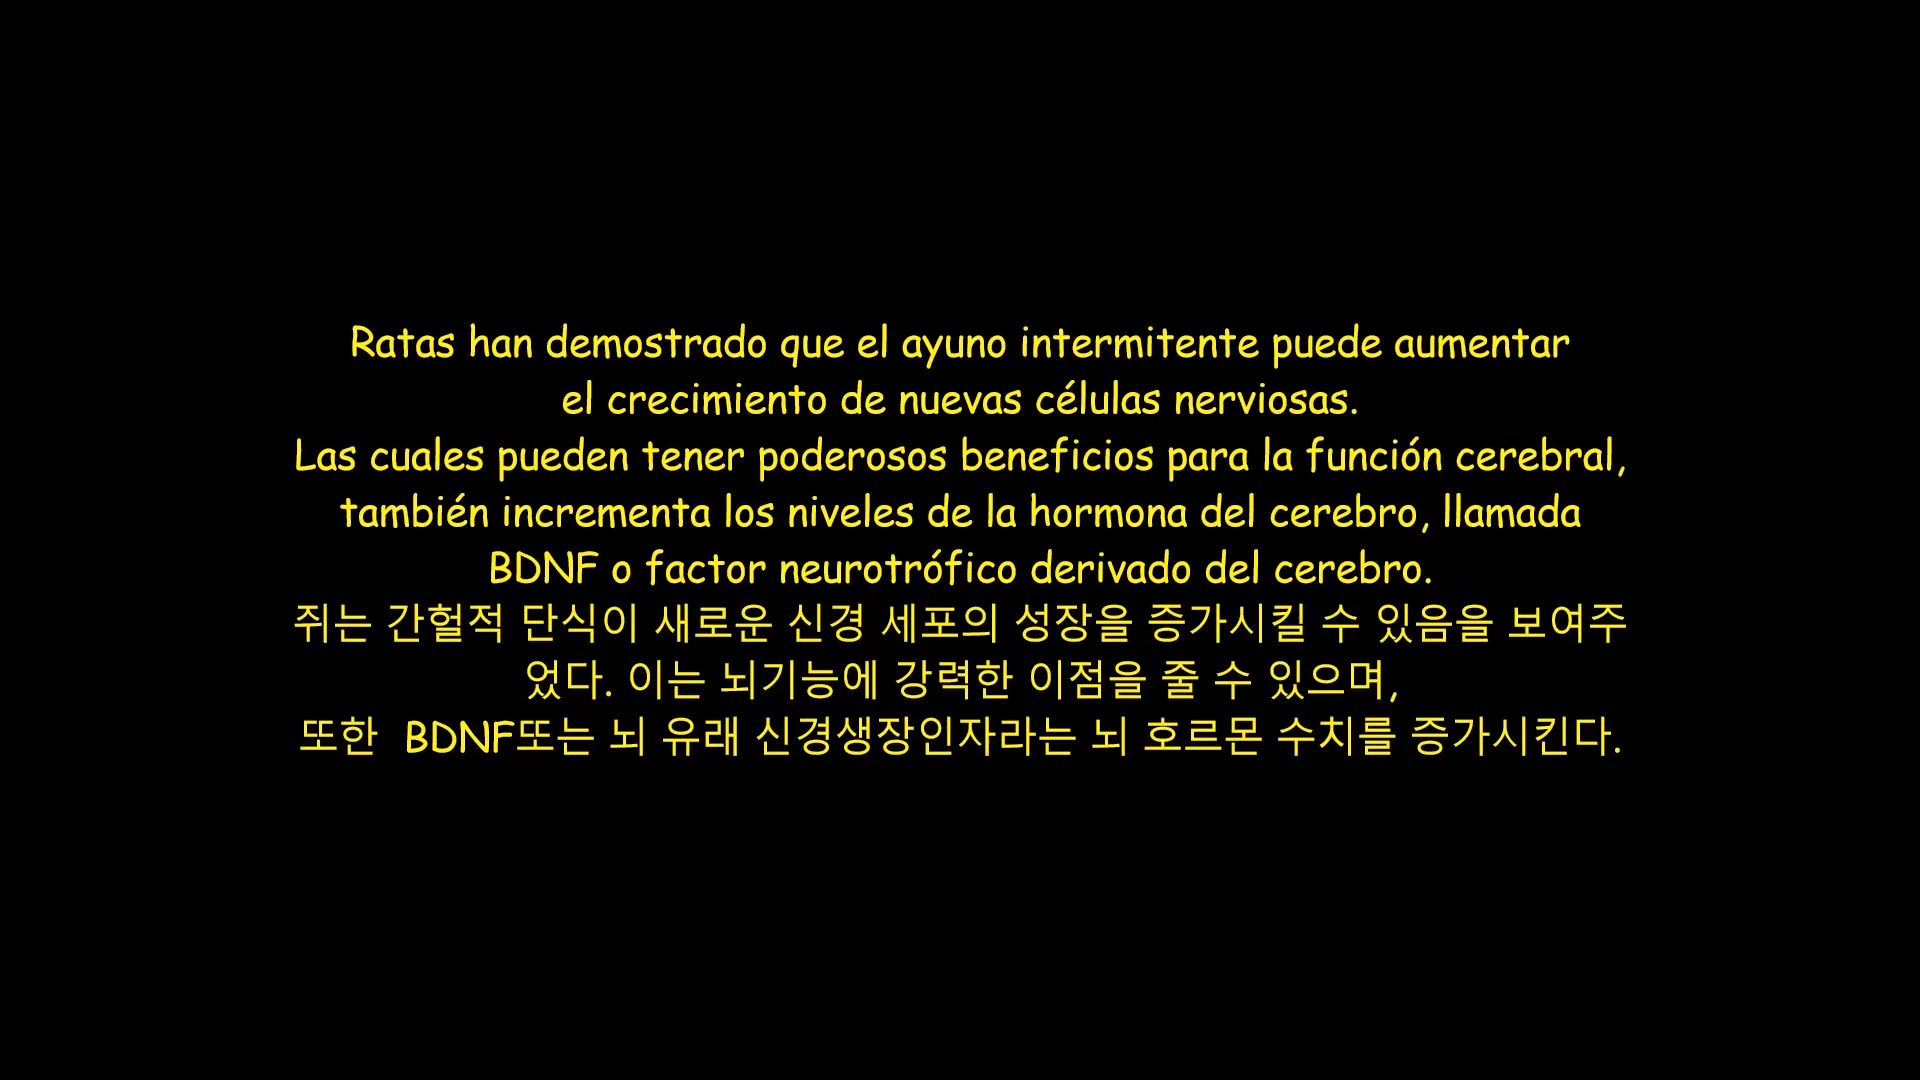 Ratas han demostrado que el ayuno intermitente puede aumentar
el crecimiento de nuevas células nerviosas.
Las cuales pueden tener poderosos beneficios para la función cerebral,
también incrementa los niveles de la hormona del cerebro, llamada
BDNF o factor neurotrófico derivado del cerebro.
쥐는 간헐적 단식이 새로운 신경 세포의 성장을 증가시킬 수 있음을 보여주
었다. 이는 뇌기능에 강력한 이점을 줄 수 있으며,
또한  BDNF또는 뇌 유래 신경생장인자라는 뇌 호르몬 수치를 증가시킨다.